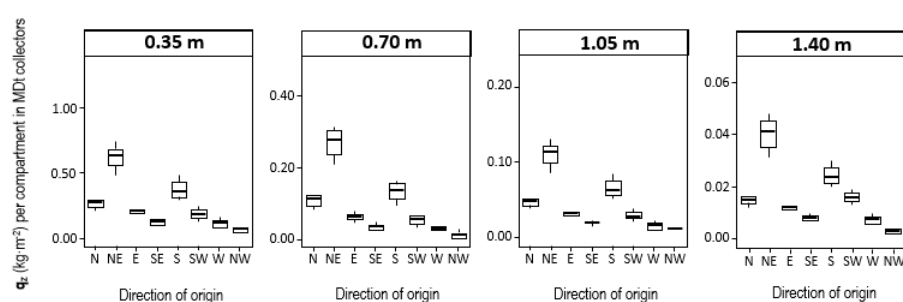 q_z (kg·m⁻²) per compartment in MDt collectors
0.35 m
1.00
0.50
0.00
N NE E SE S SW W NW
Direction of origin
0.70 m
0.40
0.20
0.00
N NE E SE S SW W NW
Direction of origin
1.05 m
0.20
0.10
0.00
N NE E SE S SW W NW
Direction of origin
1.40 m
0.06
0.04
0.02
0.00
N NE E SE S SW W NW
Direction of origin